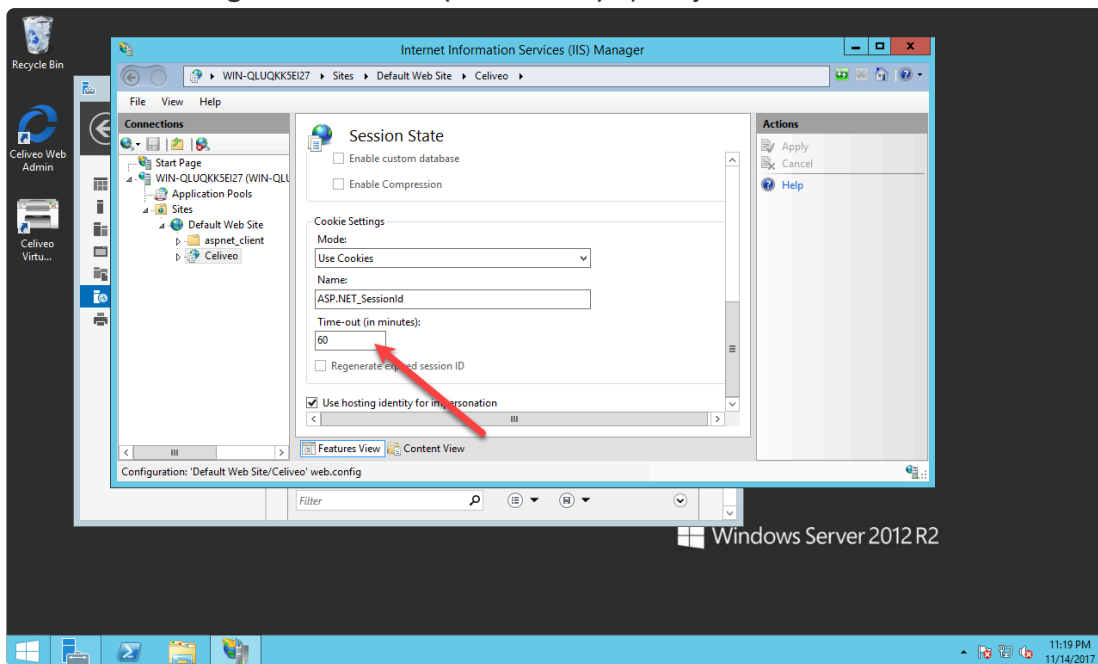 Recycle Bin
Celiveo Web
Admin
Celiveo
Virtu...
Internet Information Services (IIS) Manager
WIN-QLUQKK5EI27
Sites
Default Web Site
Celiveo
File View Help
Connections
Start Page
WIN-QLUQKK5EI27 (WIN-QLU
Application Pools
Sites
Default Web Site
aspnet_client
Celiveo
Session State
Enable custom database
Enable Compression
Cookie Settings
Mode:
Use Cookies
Name:
ASP.NET_SessionId
Time-out (in minutes):
60
Regenerate expired session ID
Use hosting identity for impersonation
Features View
Content View
Actions
Apply
Cancel
Help
Configuration: 'Default Web Site/Celiveo' web.config
Filter
Windows Server 2012 R2
11:19 PM
11/14/2017